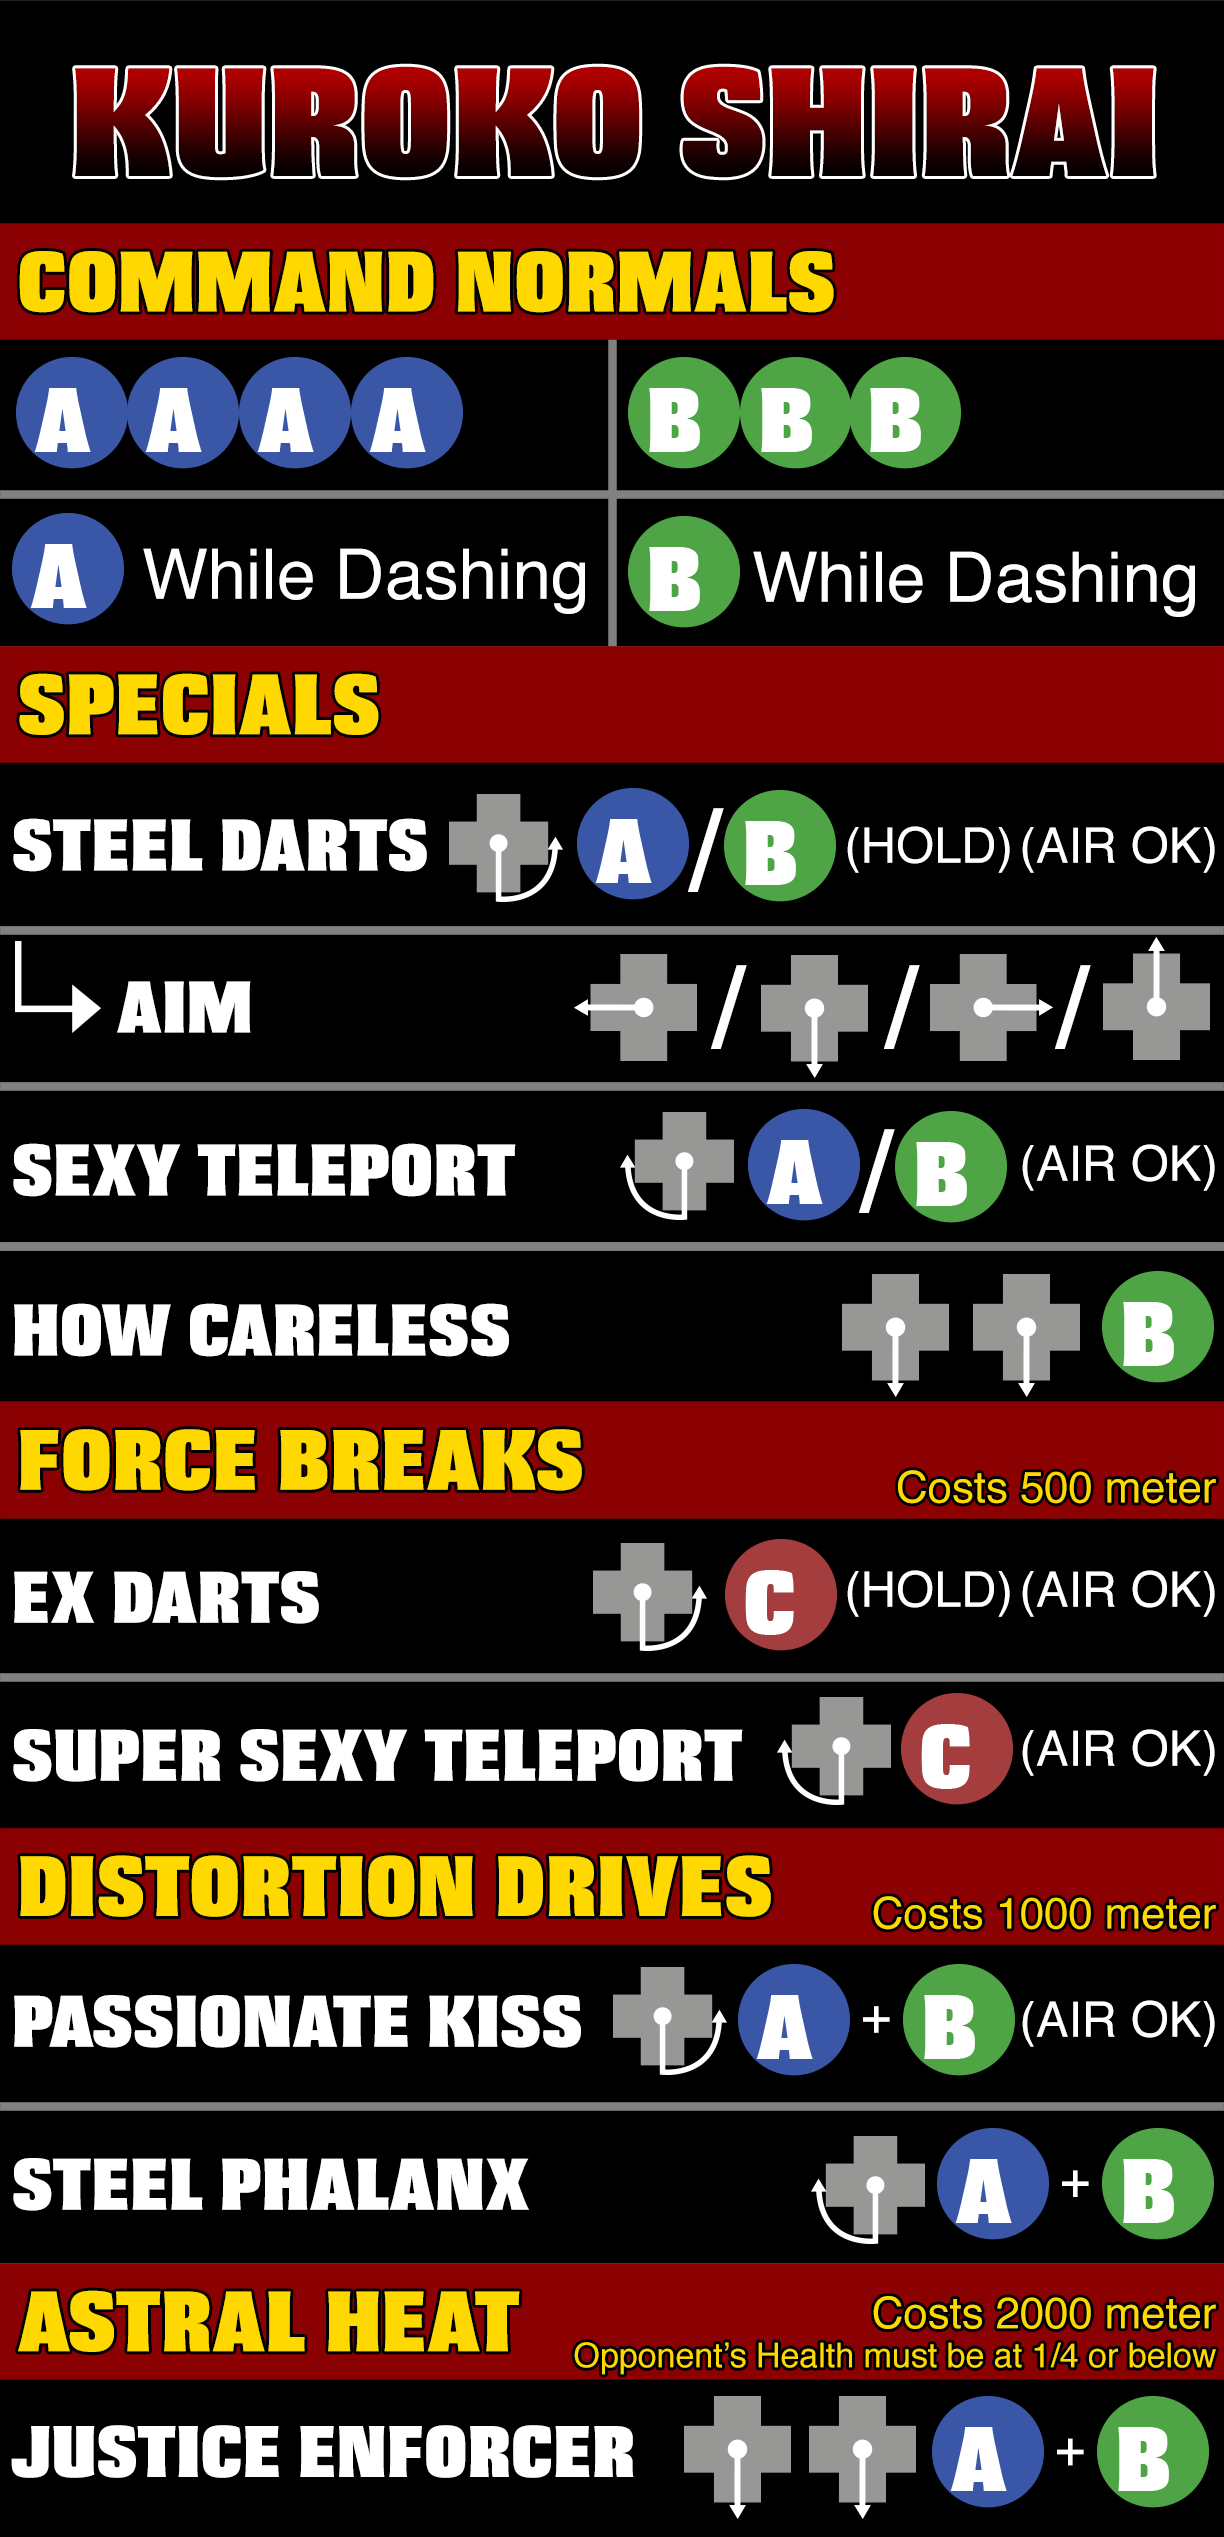 KUROKO SHIRAI
COMMAND NORMALS
A A A A
B B B
A While Dashing
B While Dashing
SPECIALS
STEEL DARTS A / B (HOLD) (AIR OK)
AIM / / /
SEXY TELEPORT A / B (AIR OK)
HOW CARELESS B
FORCE BREAKS Costs 500 meter
EX DARTS C (HOLD) (AIR OK)
SUPER SEXY TELEPORT C (AIR OK)
DISTORTION DRIVES Costs 1000 meter
PASSIONATE KISS A + B (AIR OK)
STEEL PHALANX A + B
ASTRAL HEAT Costs 2000 meter
Opponent's Health must be at 1/4 or below
JUSTICE ENFORCER A + B